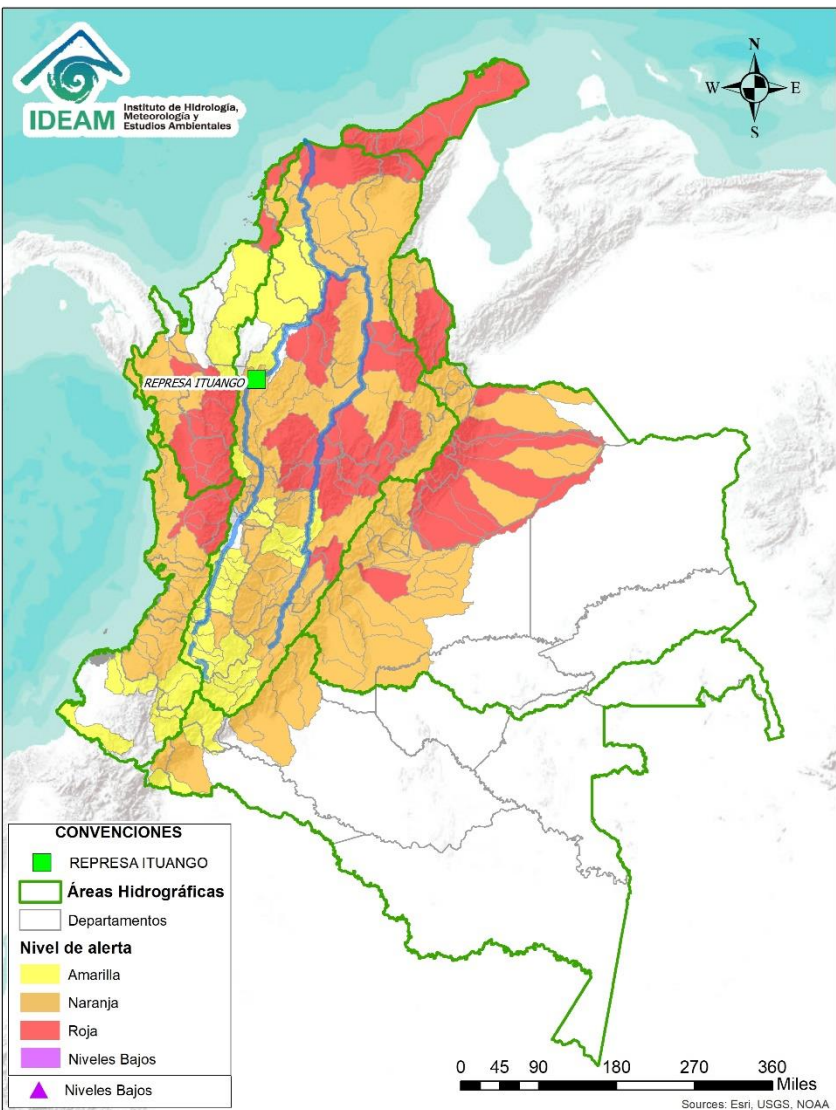 IDEAM
Instituto de Hidrología,
Meteorología y
Estudios Ambientales
N
W
E
S
REPRESA ITUANGO
CONVENCIONES
REPRESA ITUANGO
Áreas Hidrográficas
Departamentos
Nivel de alerta
Amarilla
Naranja
Roja
Niveles Bajos
Niveles Bajos
0 45 90 180 270 360
Miles
Sources: Esri, USGS, NOAA